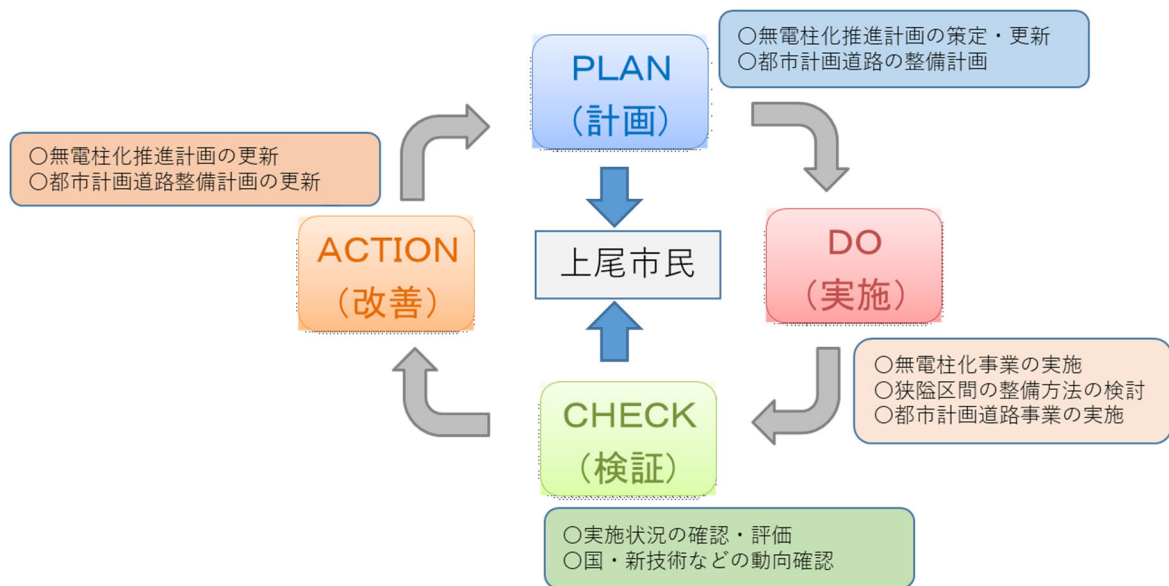 PLAN
(計画)
○無電柱化推進計画の策定・更新
○都市計画道路の整備計画
DO
(実施)
○無電柱化事業の実施
○狭隘区間の整備方法の検討
○都市計画道路事業の実施
CHECK
(検証)
○実施状況の確認・評価
○国・新技術などの動向確認
ACTION
(改善)
○無電柱化推進計画の更新
○都市計画道路整備計画の更新
上尾市民